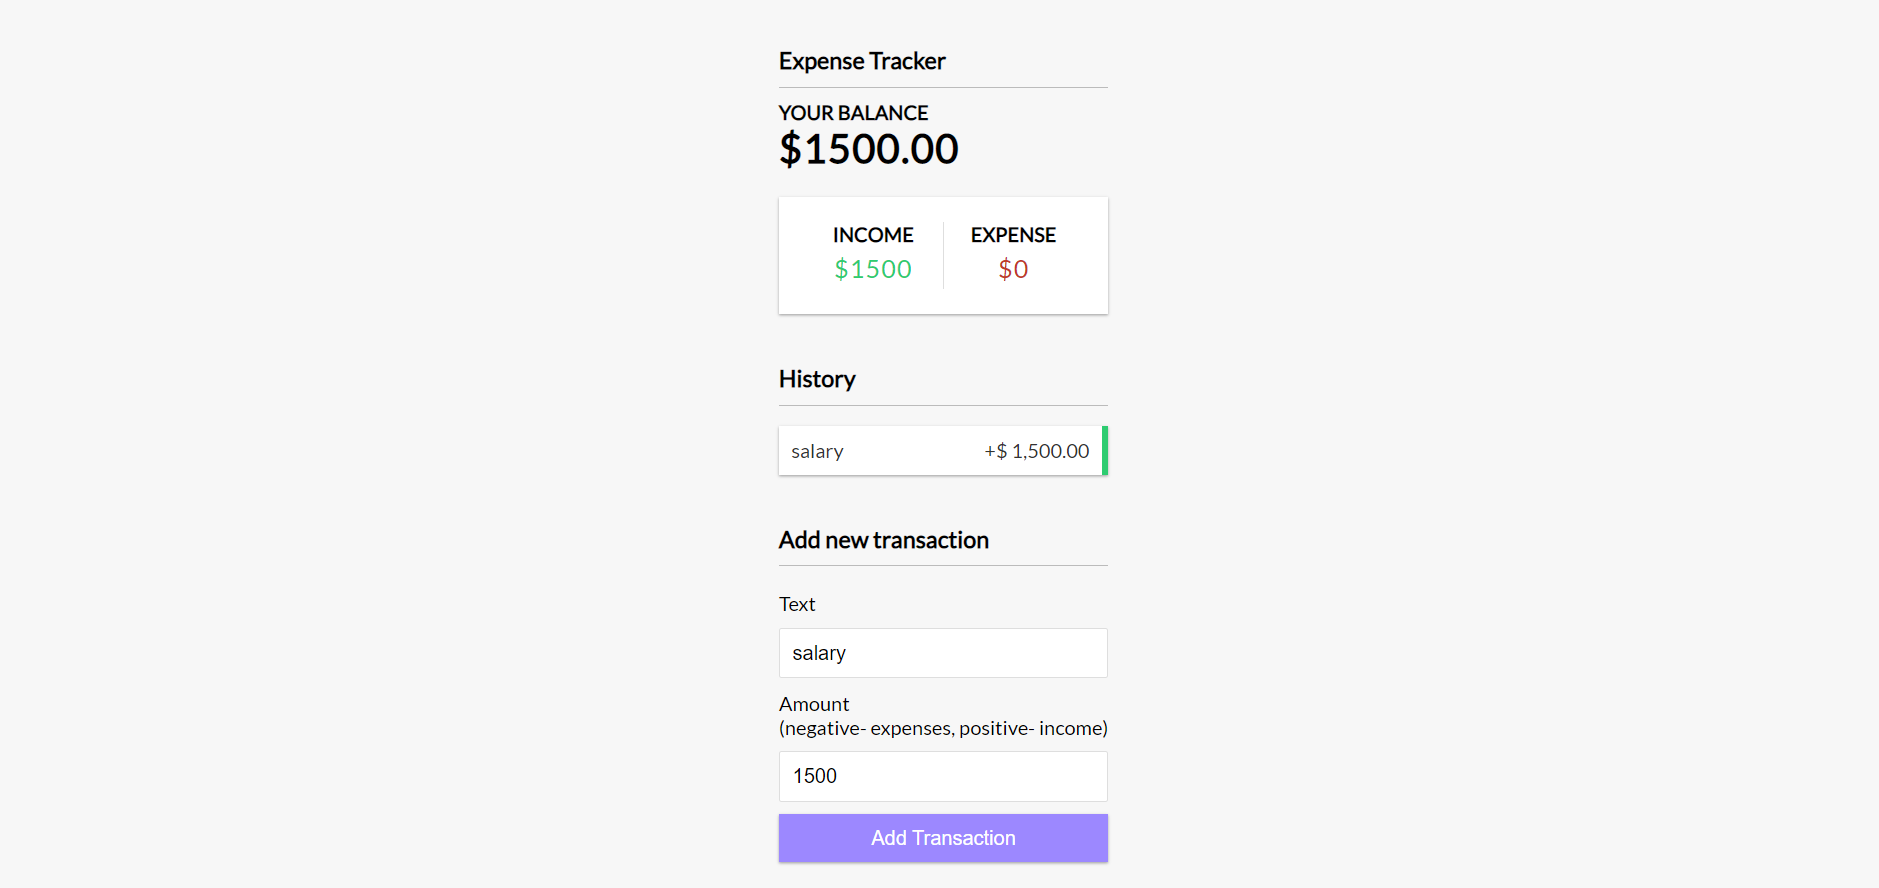 Expense Tracker
YOUR BALANCE
$1500.00
INCOME
$1500
EXPENSE
$0
History
salary +$ 1,500.00
Add new transaction
Text
salary
Amount
(negative- expenses, positive- income)
1500
Add Transaction